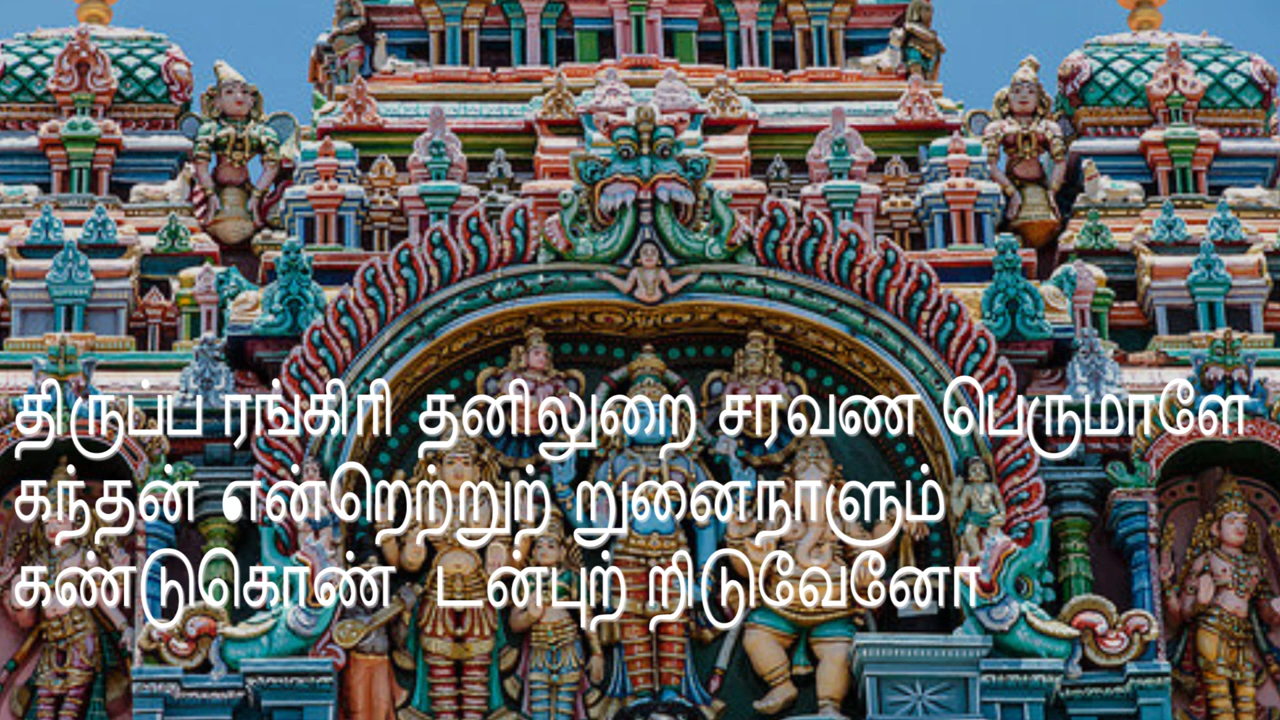 திருப்ப ரங்கிரி தனிலுறை சரவண பெருமாளே
கந்தன் என்றெற்றுற் றுனைநாளும்
கண்டுகொண் டன்புற் றிடுவேனோ